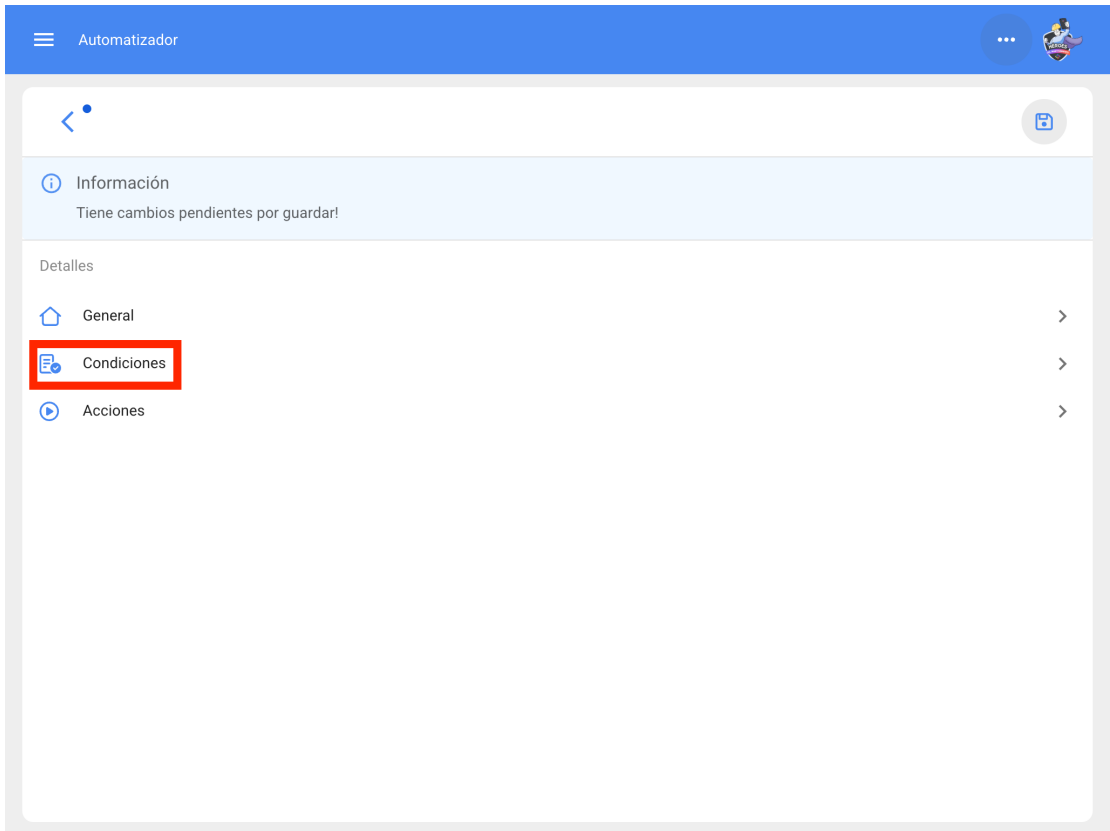 Automatizador
Información
Tiene cambios pendientes por guardar!
Detalles
General
Condiciones
Acciones